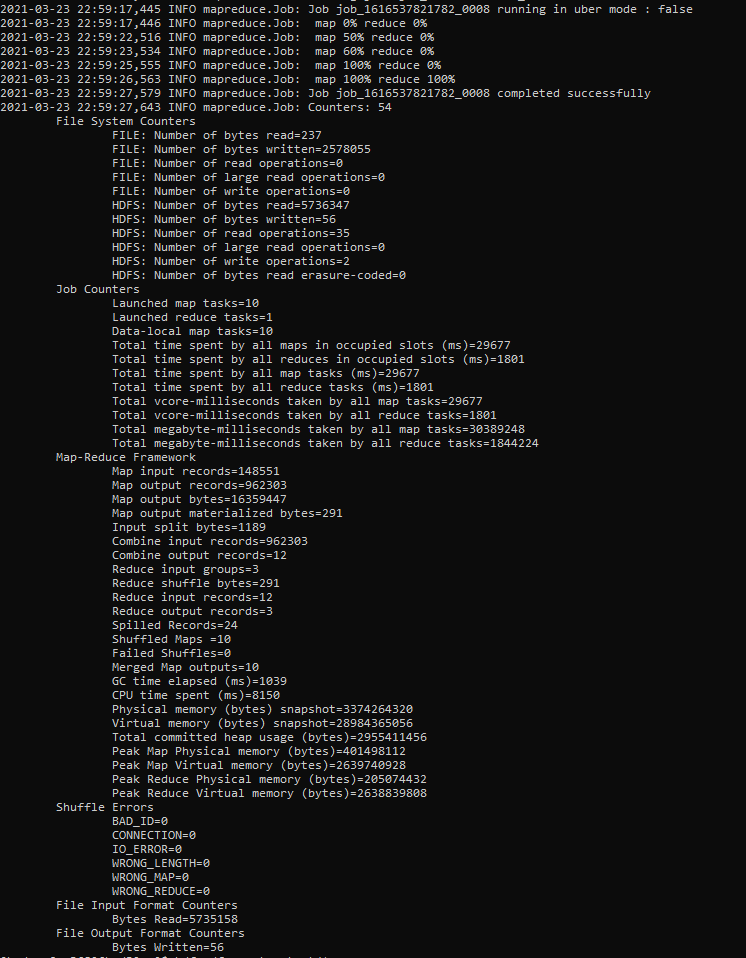 2021-03-23 22:59:17,445 INFO mapreduce.Job: Job job_1616537821782_0008 running in uber mode : false
2021-03-23 22:59:17,446 INFO mapreduce.Job:  map 0% reduce 0%
2021-03-23 22:59:22,516 INFO mapreduce.Job:  map 50% reduce 0%
2021-03-23 22:59:23,534 INFO mapreduce.Job:  map 60% reduce 0%
2021-03-23 22:59:25,555 INFO mapreduce.Job:  map 100% reduce 0%
2021-03-23 22:59:26,563 INFO mapreduce.Job:  map 100% reduce 100%
2021-03-23 22:59:27,579 INFO mapreduce.Job: Job job_1616537821782_0008 completed successfully
2021-03-23 22:59:27,643 INFO mapreduce.Job: Counters: 54
File System Counters
FILE: Number of bytes read=237
FILE: Number of bytes written=2578055
FILE: Number of read operations=0
FILE: Number of large read operations=0
FILE: Number of write operations=0
HDFS: Number of bytes read=5736347
HDFS: Number of bytes written=56
HDFS: Number of read operations=35
HDFS: Number of large read operations=0
HDFS: Number of write operations=2
HDFS: Number of bytes read erasure-coded=0
Job Counters
Launched map tasks=10
Launched reduce tasks=1
Data-local map tasks=10
Total time spent by all maps in occupied slots (ms)=29677
Total time spent by all reduces in occupied slots (ms)=1801
Total time spent by all map tasks (ms)=29677
Total time spent by all reduce tasks (ms)=1801
Total vcore-milliseconds taken by all map tasks=29677
Total vcore-milliseconds taken by all reduce tasks=1801
Total megabyte-milliseconds taken by all map tasks=30389248
Total megabyte-milliseconds taken by all reduce tasks=1844224
Map-Reduce Framework
Map input records=148551
Map output records=962303
Map output bytes=16359447
Map output materialized bytes=291
Input split bytes=1189
Combine input records=962303
Combine output records=12
Reduce input groups=3
Reduce shuffle bytes=291
Reduce input records=12
Reduce output records=3
Spilled Records=24
Shuffled Maps =10
Failed Shuffles=0
Merged Map outputs=10
GC time elapsed (ms)=1039
CPU time spent (ms)=8150
Physical memory (bytes) snapshot=3374264320
Virtual memory (bytes) snapshot=28984365056
Total committed heap usage (bytes)=2955411456
Peak Map Physical memory (bytes)=401498112
Peak Map Virtual memory (bytes)=2639740928
Peak Reduce Physical memory (bytes)=205074432
Peak Reduce Virtual memory (bytes)=2638839808
Shuffle Errors
BAD_ID=0
CONNECTION=0
IO_ERROR=0
WRONG_LENGTH=0
WRONG_MAP=0
WRONG_REDUCE=0
File Input Format Counters
Bytes Read=5735158
File Output Format Counters
Bytes Written=56